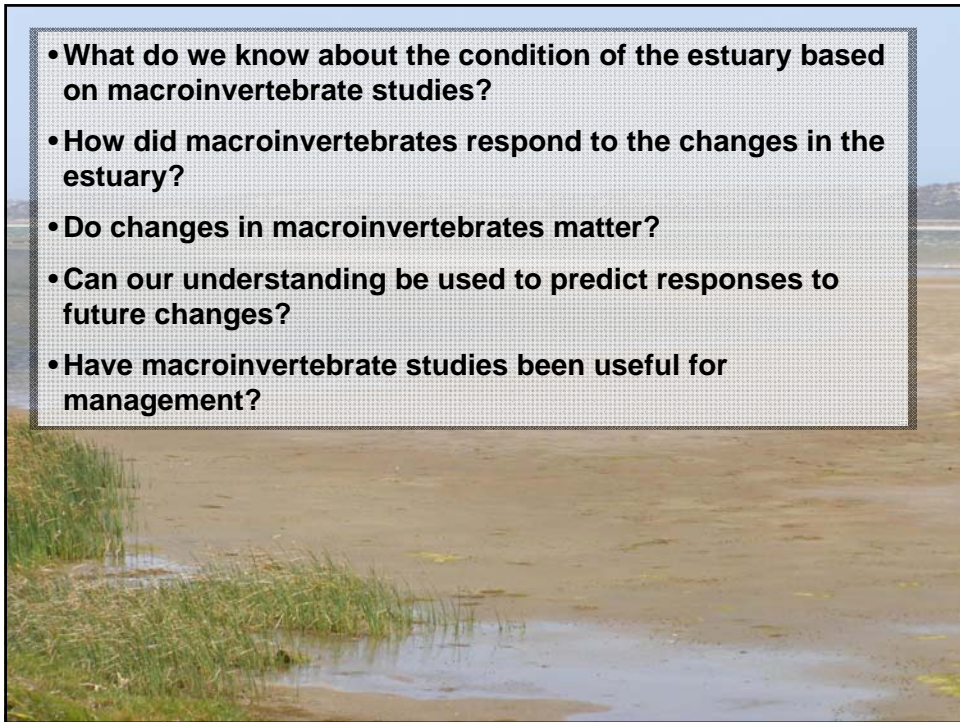 •What do we know about the condition of the estuary based
on macroinvertebrate studies?
•How did macroinvertebrates respond to the changes in the
estuary?
•Do changes in macroinvertebrates matter?
•Can our understanding be used to predict responses to
future changes?
•Have macroinvertebrate studies been useful for
management?